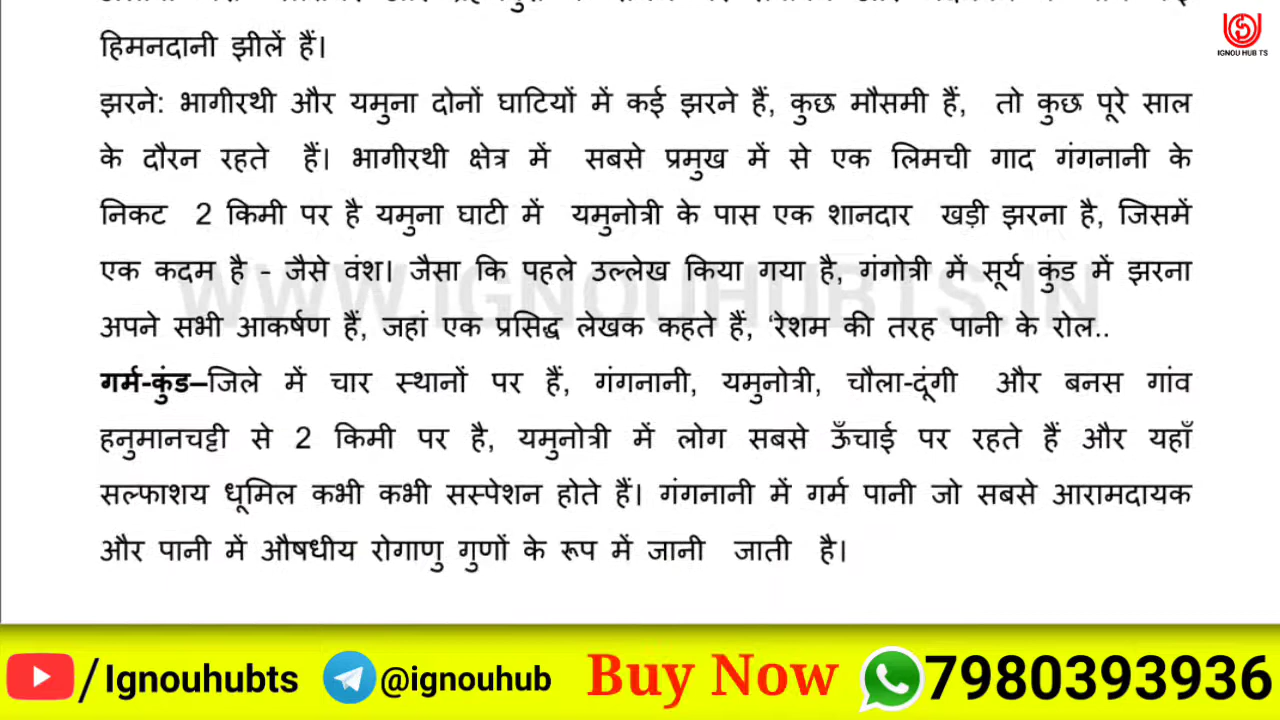 हिमनदानी झीलें हैं।
IGNOU HUB TS
झरने: भागीरथी और यमुना दोनों घाटियों में कई झरने हैं, कुछ मौसमी हैं, तो कुछ पूरे साल
के दौरन रहते हैं। भागीरथी क्षेत्र में सबसे प्रमुख में से एक लिमची गाद गंगनानी के
निकट 2 किमी पर है यमुना घाटी में यमुनोत्री के पास एक शानदार खड़ी झरना है, जिसमें
एक कदम है – जैसे वंश। जैसा कि पहले उल्लेख किया गया है, गंगोत्री में सूर्य कुंड में झरना
WWW.IGNOUHUBTS.IN
अपने सभी आकर्षण हैं, जहां एक प्रसिद्ध लेखक कहते हैं, ‘रेशम की तरह पानी के रोल..
गर्म-कुंड–जिले में चार स्थानों पर हैं, गंगनानी, यमुनोत्री, चौला-दूंगी और बनस गांव
हनुमानचट्टी से 2 किमी पर है, यमुनोत्री में लोग सबसे ऊँचाई पर रहते हैं और यहाँ
सल्फाशय धूमिल कभी कभी सस्पेशन होते हैं। गंगनानी में गर्म पानी जो सबसे आरामदायक
और पानी में औषधीय रोगाणु गुणों के रूप में जानी जाती है।
/Ignouhubts @ignouhub Buy Now 7980393936